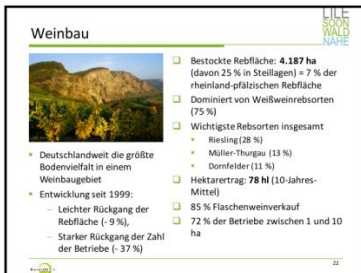 Weinbau
LILE
SOON
WALD
NAHE
Deutschlandweit die größte
Bodenvielfalt in einem
Weinbaugebiet
Entwicklung seit 1999:
– Leichter Rückgang der
Rebfläche (- 9 %),
– Starker Rückgang der Zahl
der Betriebe (- 37 %)
Bestockte Rebfläche: 4.187 ha
(davon 25 % in Steillagen) = 7 % der
rheinland-pfälzischen Rebfläche
Dominiert von Weißweinrebsorten
(75 %)
Wichtigste Rebsorten insgesamt
Riesling (28 %)
Müller-Thurgau (13 %)
Dornfelder (11 %)
Hektarertrag: 78 hl (10-Jahres-
Mittel)
85 % Flaschenweinverkauf
72 % der Betriebe zwischen 1 und 10
ha
22